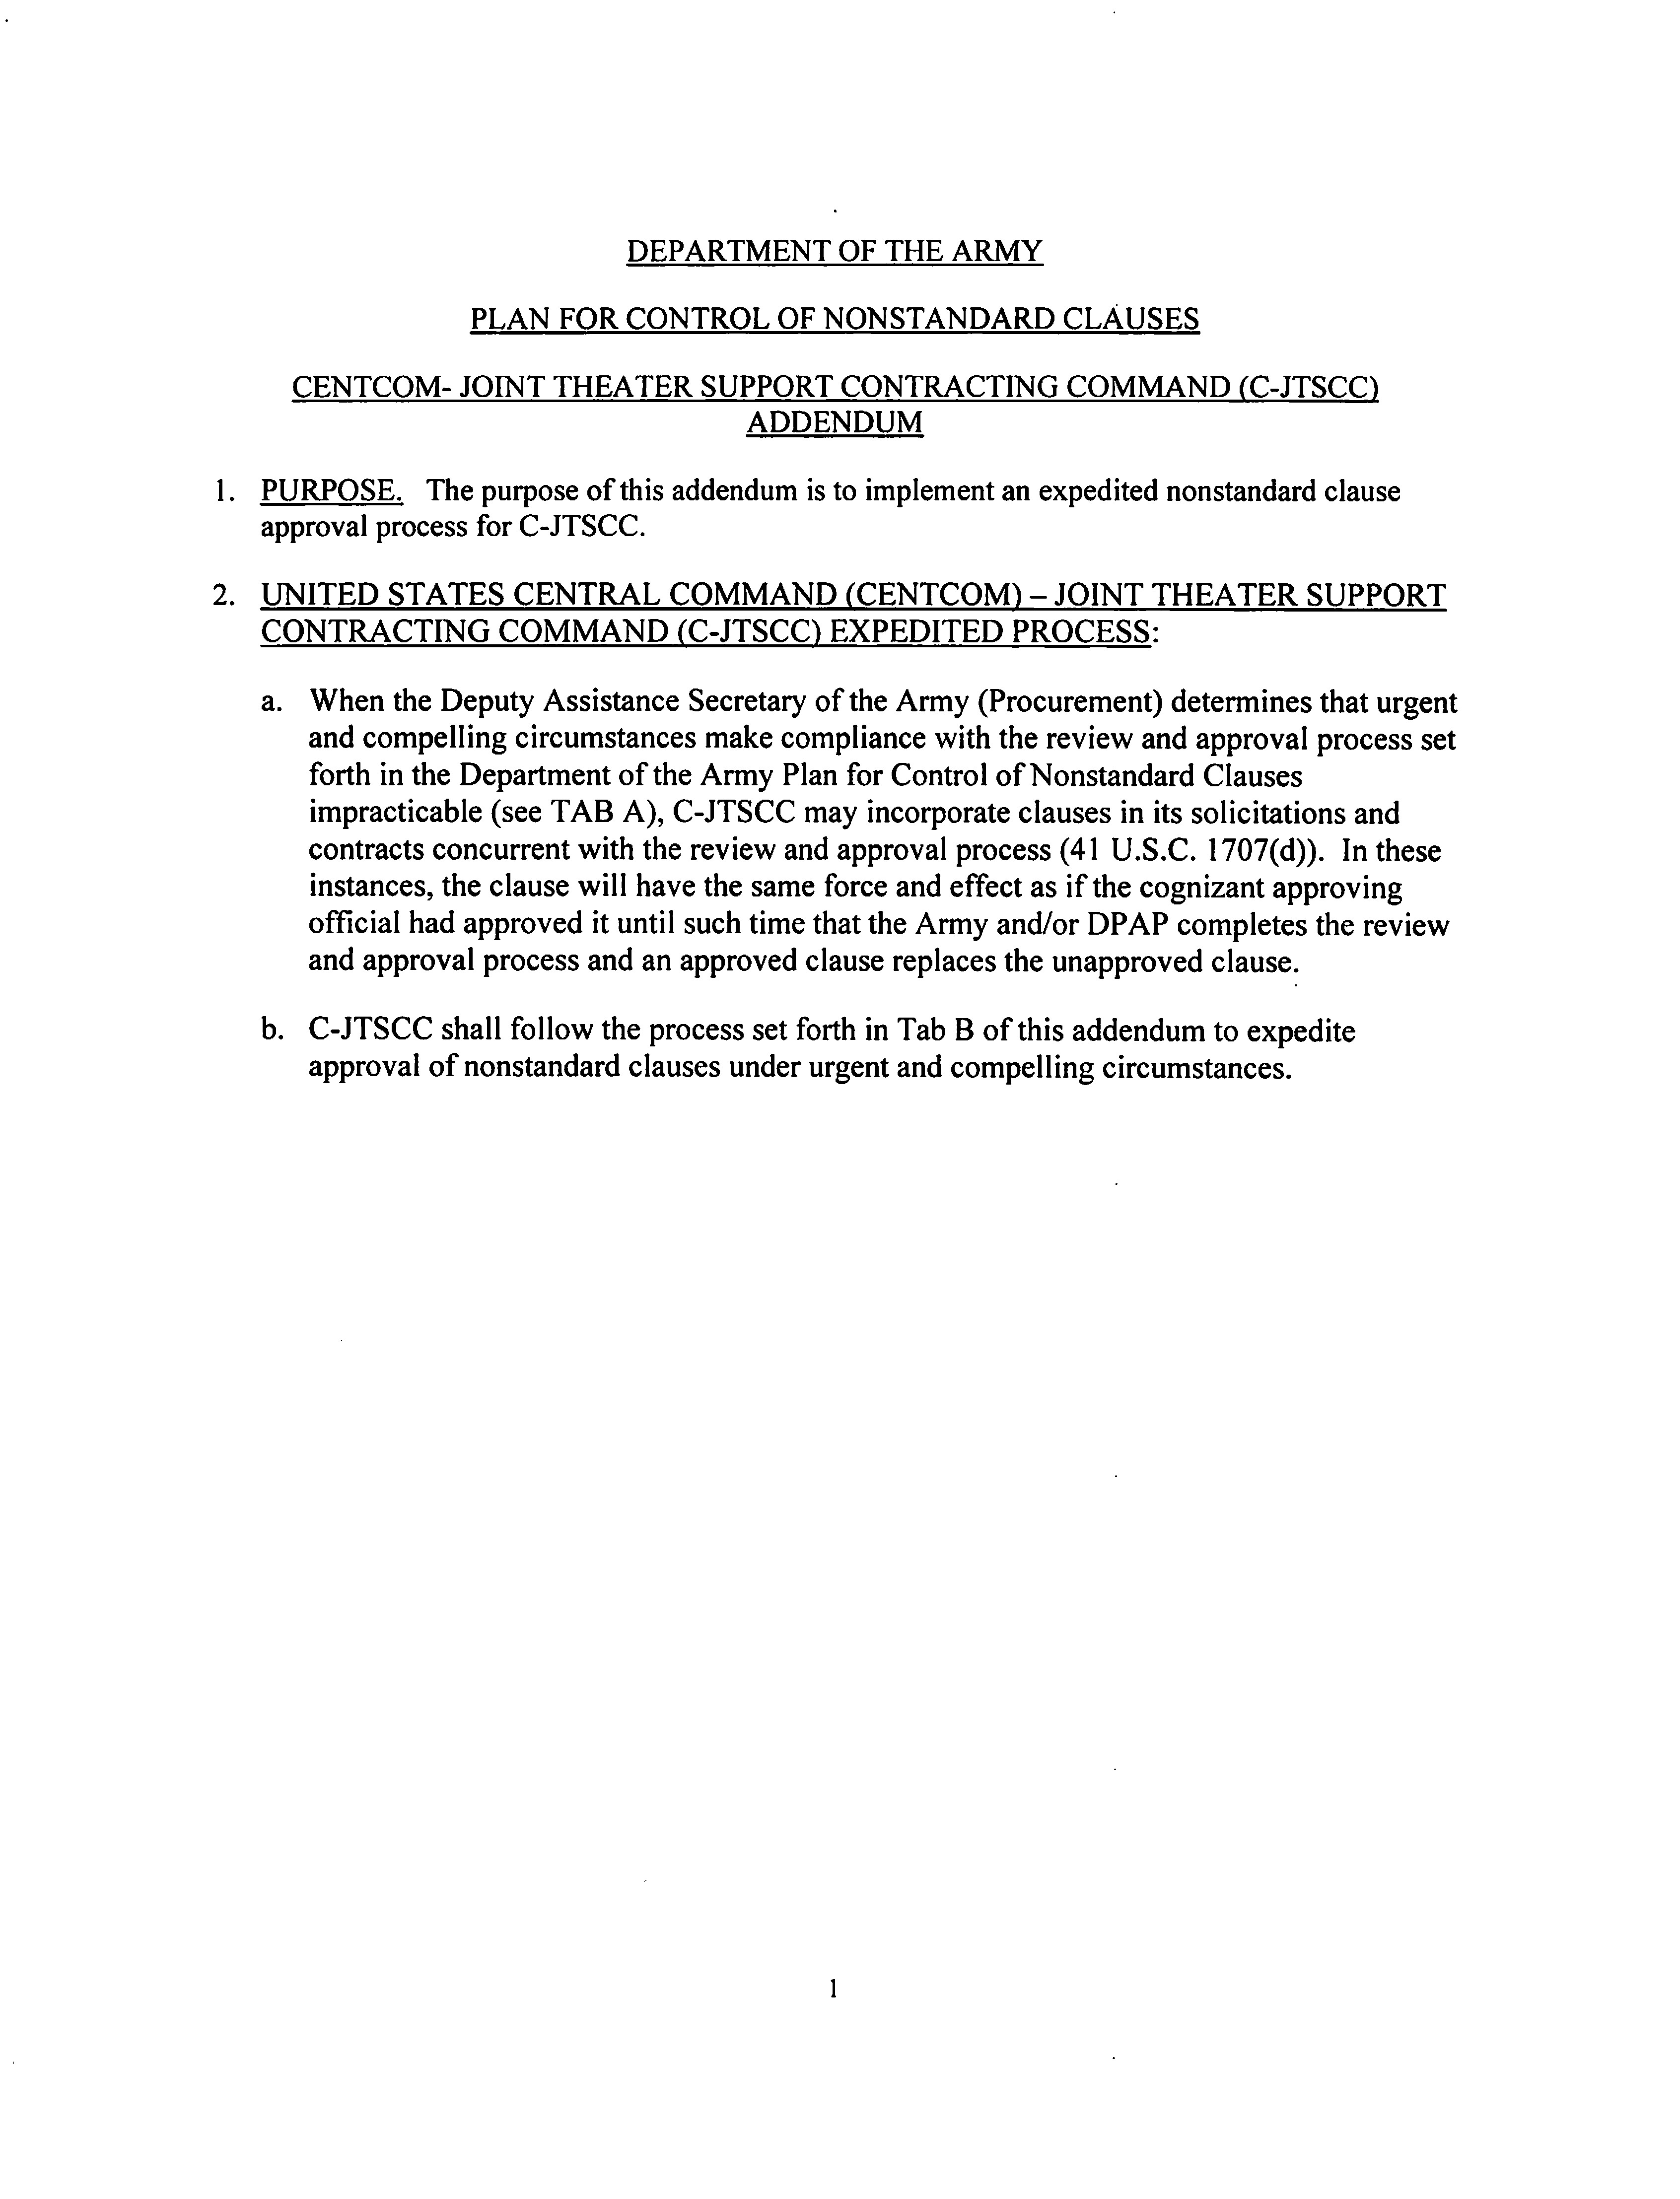 DEPARTMENT OF THE ARMY
PLAN FOR CONTROL OF NONSTANDARD CLAUSES
CENTCOM- JOINT THEATER SUPPORT CONTRACTING COMMAND (C-JTSCC)
ADDENDUM
1. PURPOSE. The purpose of this addendum is to implement an expedited nonstandard clause
approval process for C-JTSCC.
2. UNITED STATES CENTRAL COMMAND (CENTCOM) – JOINT THEATER SUPPORT
CONTRACTING COMMAND (C-JTSCC) EXPEDITED PROCESS:
a. When the Deputy Assistance Secretary of the Army (Procurement) determines that urgent
and compelling circumstances make compliance with the review and approval process set
forth in the Department of the Army Plan for Control of Nonstandard Clauses
impracticable (see TAB A), C-JTSCC may incorporate clauses in its solicitations and
contracts concurrent with the review and approval process (41 U.S.C. 1707(d)). In these
instances, the clause will have the same force and effect as if the cognizant approving
official had approved it until such time that the Army and/or DPAP completes the review
and approval process and an approved clause replaces the unapproved clause.
b. C-JTSCC shall follow the process set forth in Tab B of this addendum to expedite
approval of nonstandard clauses under urgent and compelling circumstances.
1